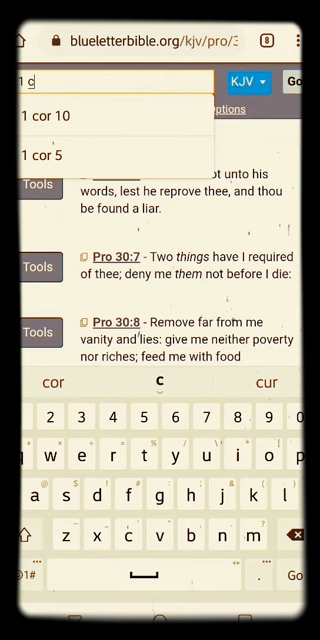 blueletterbible.org/kjv/pro/3
8
1 c
KJV
Go
1 cor 10
ptions
1 cor 5
ot unto his
Tools
words, lest he reprove thee, and thou
be found a liar.
Tools
Pro 30:7 - Two things have I required
of thee; deny me them not before I die:
Tools
Pro 30:8 - Remove far from me
vanity and lies: give me neither poverty
nor riches; feed me with food
cor c cur
2 3 4 5 6 7 8 9 0
q w e r t y u i o p
a s d f g h j k l
z x c v b n m
1# . Go